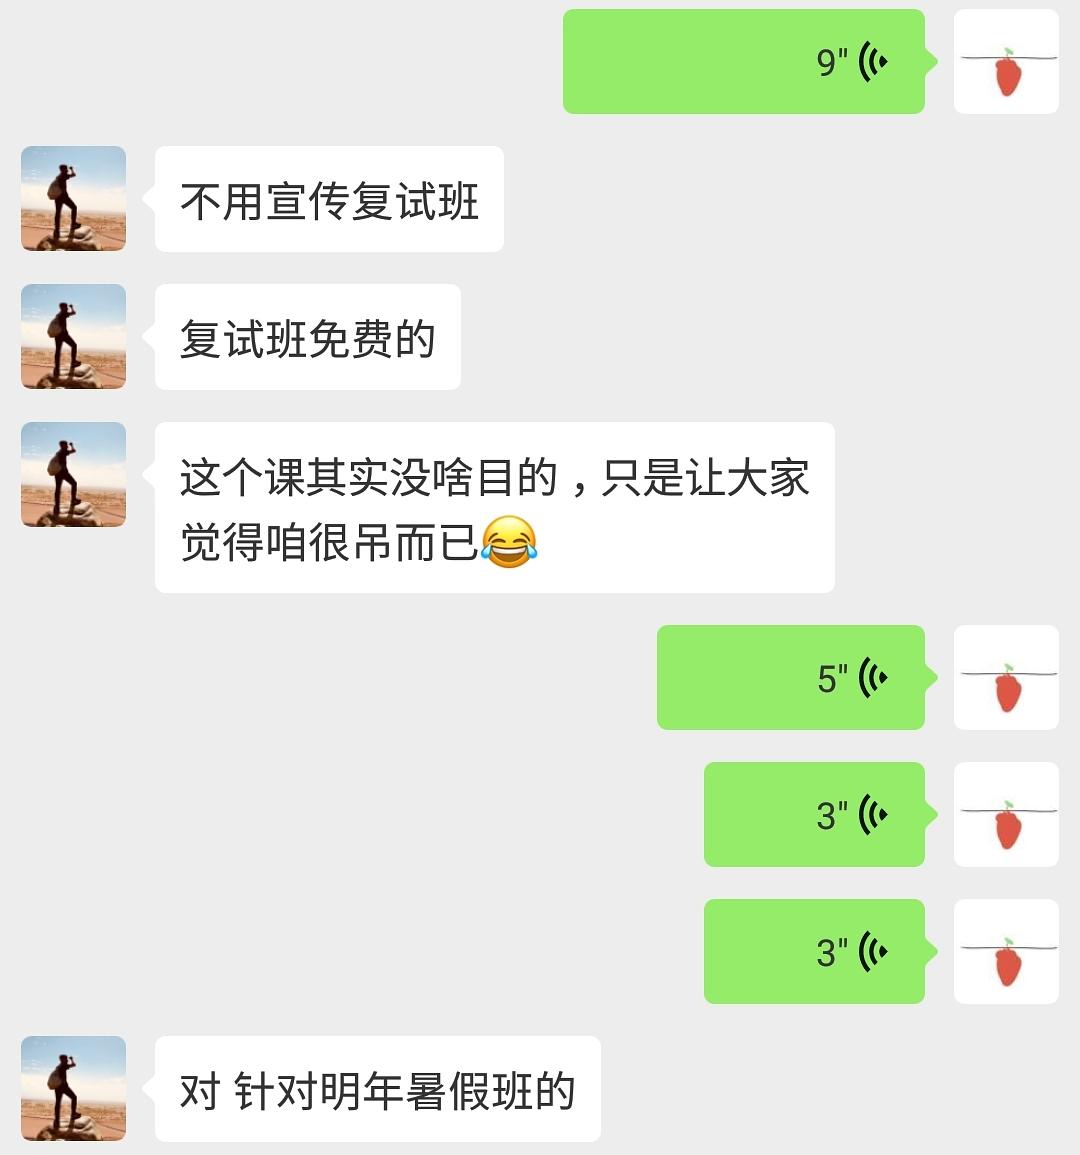 9"
不用宣传复试班
复试班免费的
这个课其实没啥目的，只是让大家
觉得咱很吊而已😂
5"
3"
3"
对 针对明年暑假班的